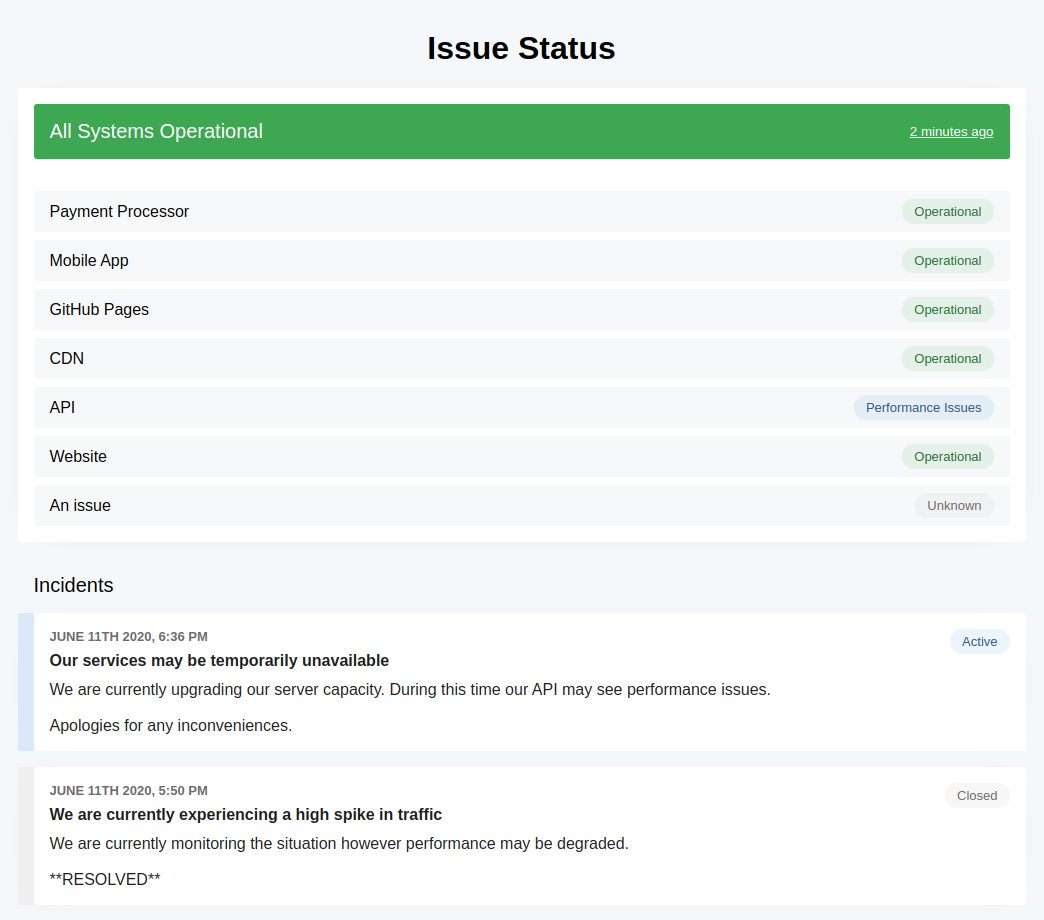 Issue Status
All Systems Operational 2 minutes ago
Payment Processor Operational
Mobile App Operational
GitHub Pages Operational
CDN Operational
API Performance Issues
Website Operational
An issue Unknown
Incidents
JUNE 11TH 2020, 6:36 PM Active
Our services may be temporarily unavailable
We are currently upgrading our server capacity. During this time our API may see performance issues.
Apologies for any inconveniences.
JUNE 11TH 2020, 5:50 PM Closed
We are currently experiencing a high spike in traffic
We are currently monitoring the situation however performance may be degraded.
**RESOLVED**